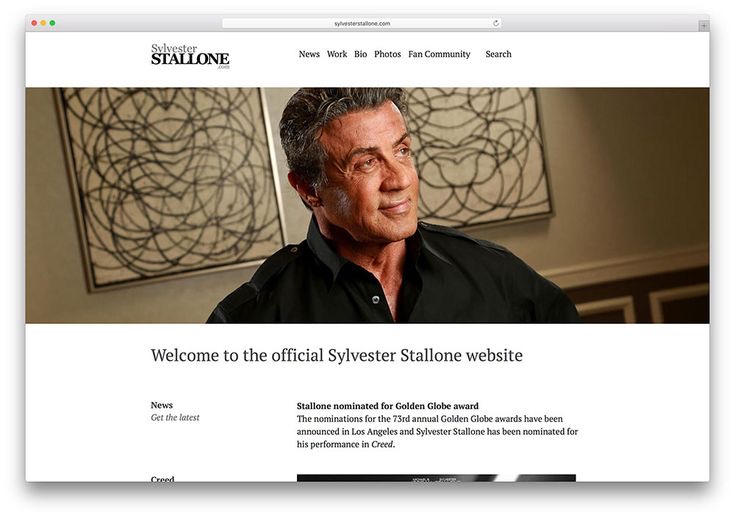 sylvesterstallone.com
Sylvester
STALLONE
.com
News Work Bio Photos Fan Community Search
Welcome to the official Sylvester Stallone website
News
Get the latest
Stallone nominated for Golden Globe award
The nominations for the 73rd annual Golden Globe awards have been
announced in Los Angeles and Sylvester Stallone has been nominated for
his performance in Creed.
Creed